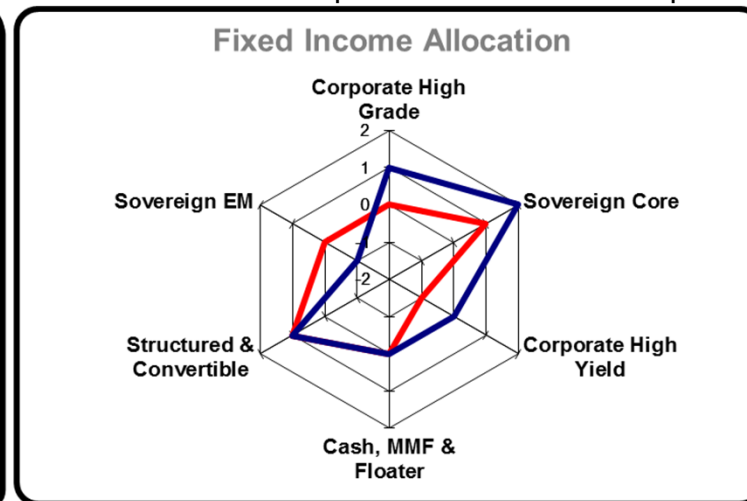 Fixed Income Allocation
Corporate High
Grade
2
1
0
-1
-2
Sovereign EM
Sovereign Core
Structured &
Convertible
Corporate High
Yield
Cash, MMF &
Floater